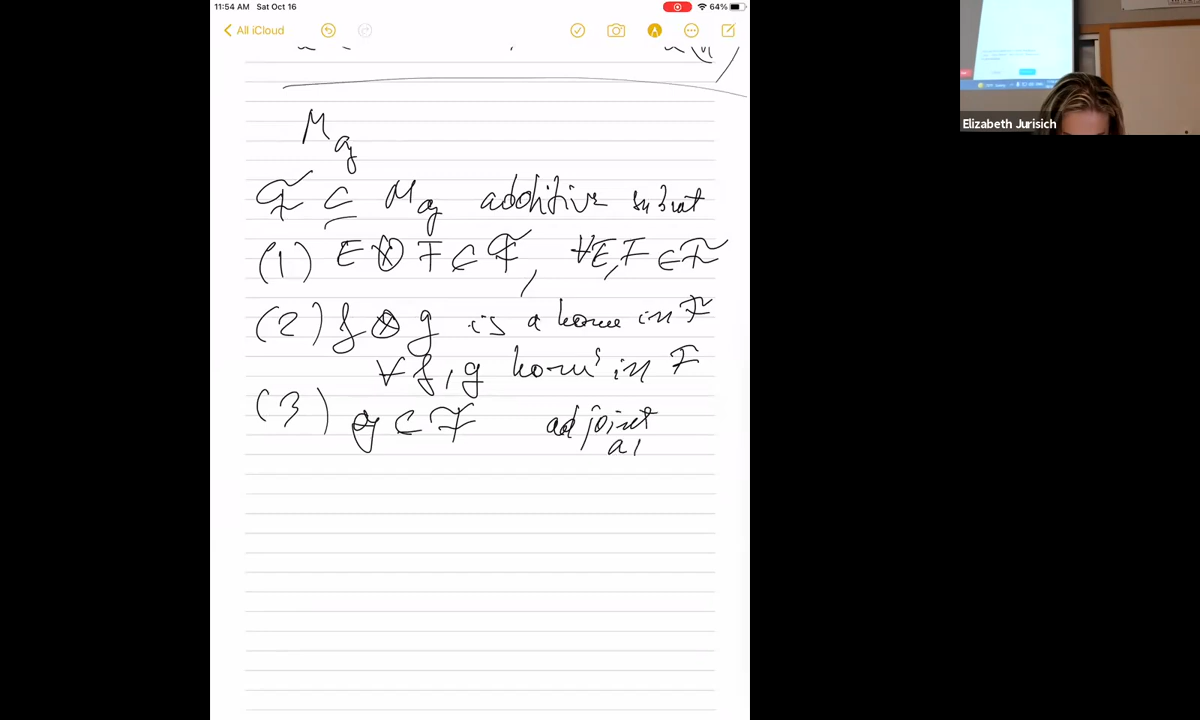 11:54 AM Sat Oct 16
64%
All iCloud
M_𝔤
ℱ ⊆ M_𝔤 additive subcat
(1) E ⊗ F ⊂ ℱ, ∀E, F ∈ ℱ
(2) f ⊗ g is a hom in ℱ
∀ f, g hom's in ℱ
(3) 𝔤 ⊂ ℱ adjoint
a
Elizabeth Jurisich